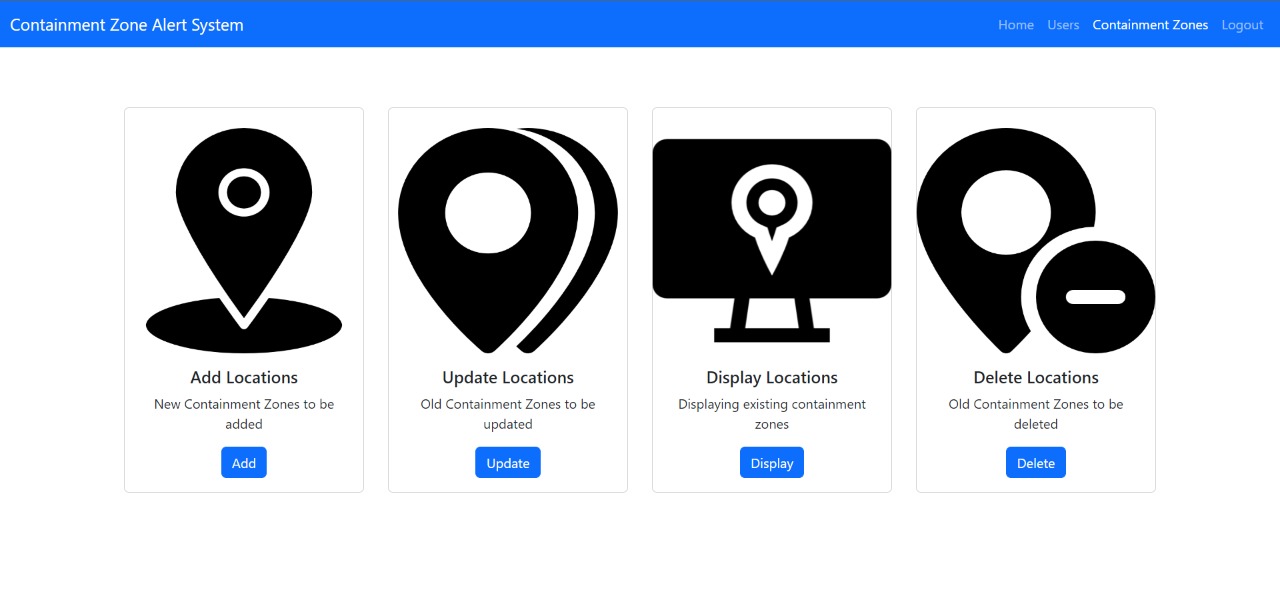 Containment Zone Alert System
Home Users Containment Zones Logout
Add Locations
New Containment Zones to be
added
Add
Update Locations
Old Containment Zones to be
updated
Update
Display Locations
Displaying existing containment
zones
Display
Delete Locations
Old Containment Zones to be
deleted
Delete